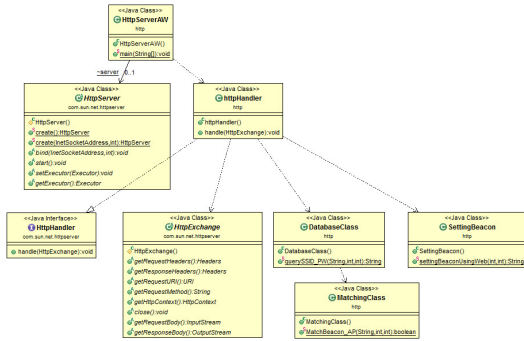 <<Java Class>>
HttpServerAW
http
HttpServerAW()
main(String[]):void
~server 0..1
<<Java Class>>
HttpServer
com.sun.net.httpserver
HttpServer()
create():HttpServer
create(InetSocketAddress,int):HttpServer
bind(InetSocketAddress,int):void
start():void
setExecutor(Executor):void
getExecutor():Executor
<<Java Class>>
httpHandler
http
httpHandler()
handle(HttpExchange):void
<<Java Interface>>
HttpHandler
com.sun.net.httpserver
handle(HttpExchange):void
<<Java Class>>
HttpExchange
com.sun.net.httpserver
HttpExchange()
getRequestHeaders():Headers
getResponseHeaders():Headers
getRequestURI():URI
getRequestMethod():String
getHttpContext():HttpContext
close():void
getRequestBody():InputStream
getResponseBody():OutputStream
<<Java Class>>
DatabaseClass
http
DatabaseClass()
querySSID_PW(String,int,int):String
<<Java Class>>
SettingBeacon
http
SettingBeacon()
settingBeaconUsingWeb(int,int):String
<<Java Class>>
MatchingClass
http
MatchingClass()
MatchBeacon_AP(String,int,int):boolean